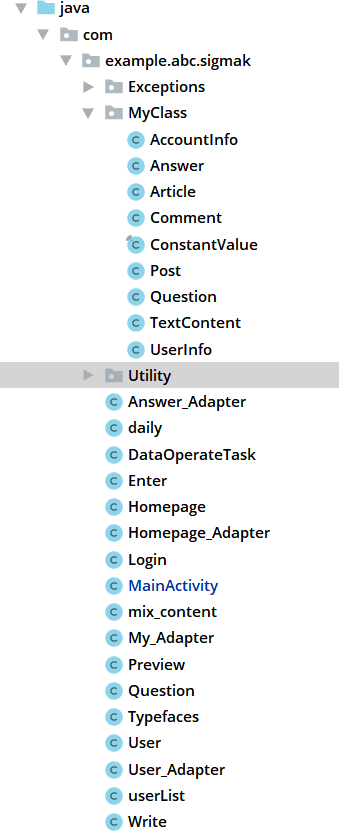 java
com
example.abc.sigmak
Exceptions
MyClass
C AccountInfo
C Answer
C Article
C Comment
C ConstantValue
C Post
C Question
C TextContent
C UserInfo
Utility
C Answer_Adapter
C daily
C DataOperateTask
C Enter
C Homepage
C Homepage_Adapter
C Login
C MainActivity
C mix_content
C My_Adapter
C Preview
C Question
C Typefaces
C User
C User_Adapter
C userList
C Write